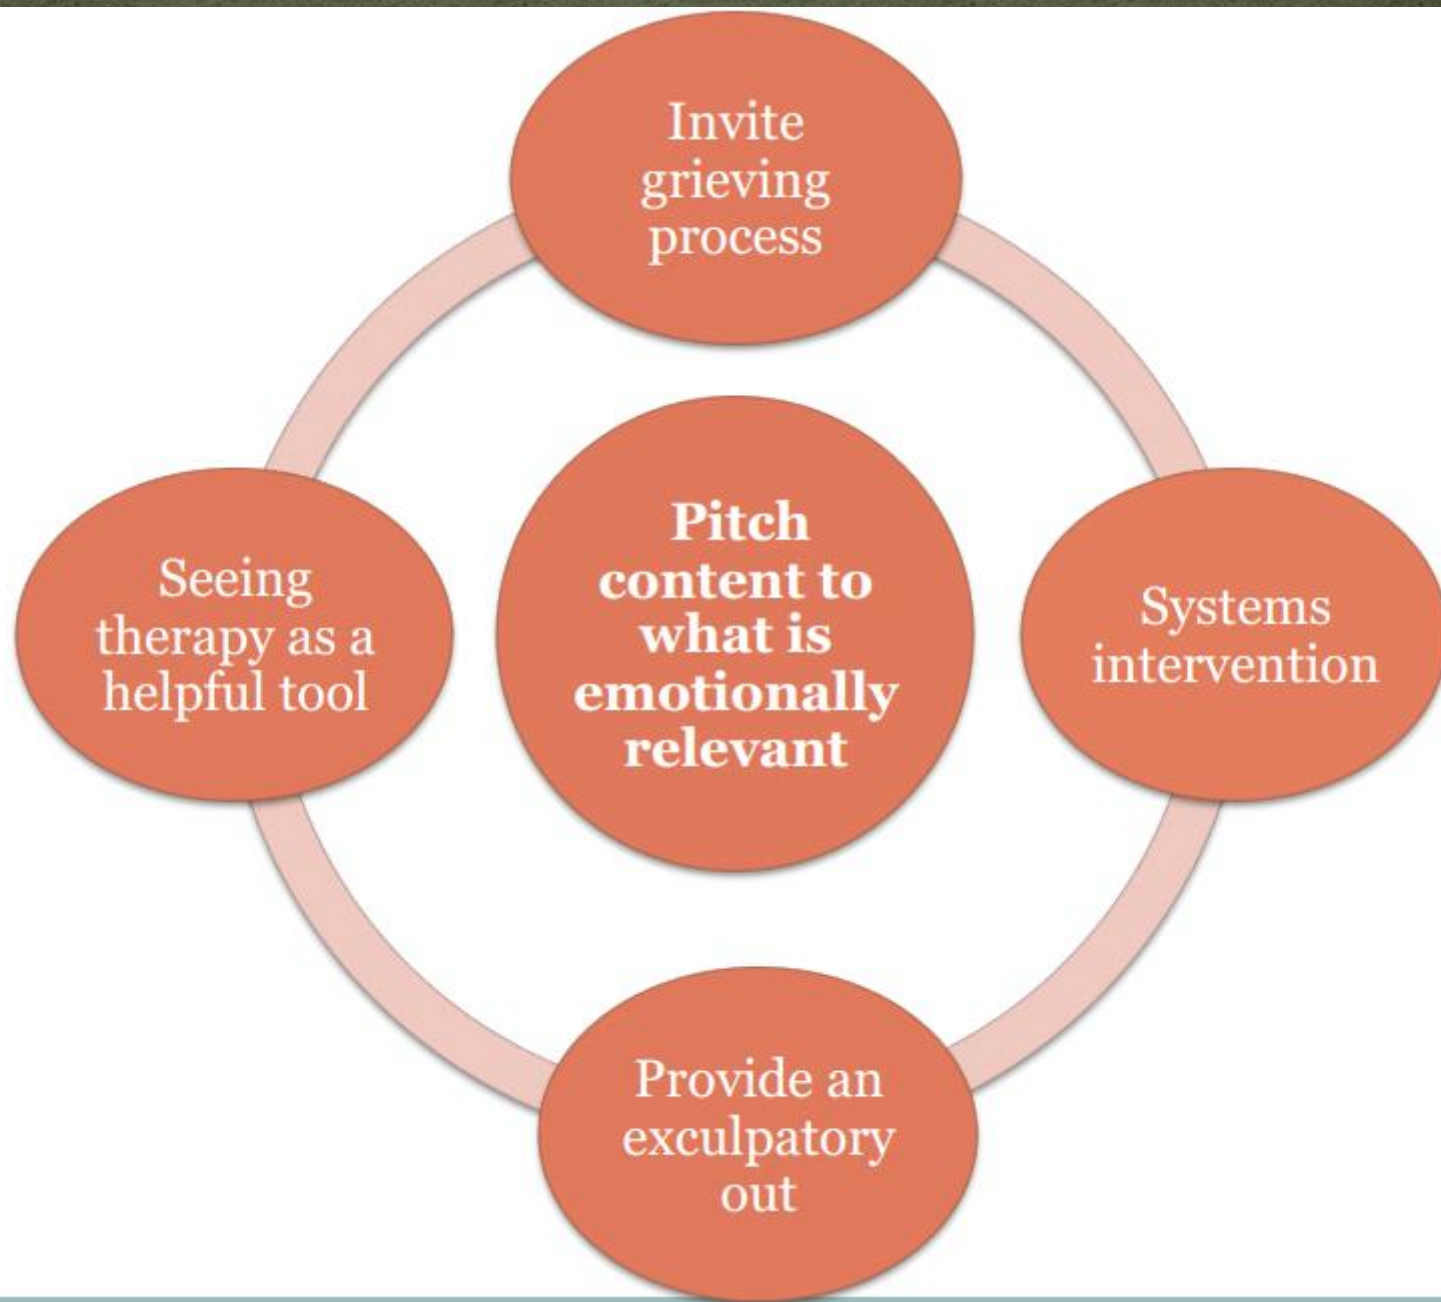 Invite
grieving
process
Seeing
therapy as a
helpful tool
Pitch
content to
what is
emotionally
relevant
Systems
intervention
Provide an
exculpatory
out